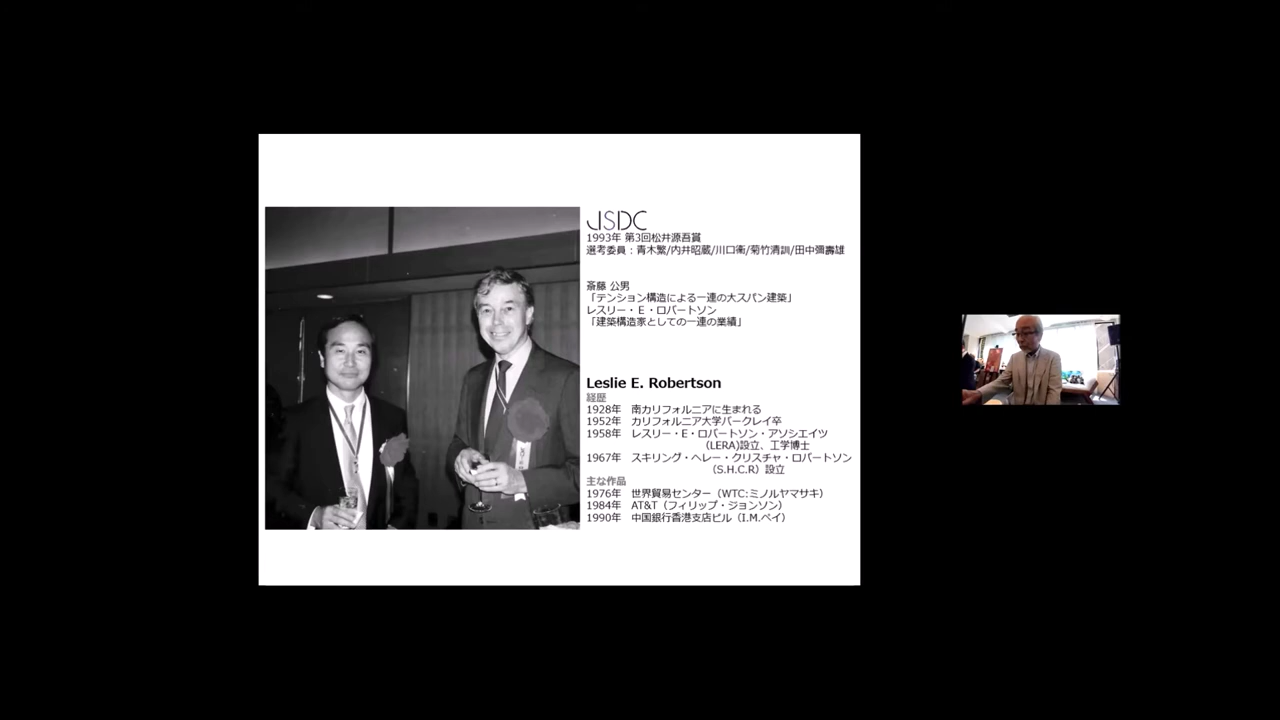 JSDC
1993年 第3回松井源吾賞
選考委員：青木繁/内井昭蔵/川口衞/菊竹清訓/田中彌壽雄
斎藤 公男
「テンション構造による一連の大スパン建築」
レスリー・E・ロバートソン
「建築構造家としての一連の業績」
Leslie E. Robertson
経歴
1928年 南カリフォルニアに生まれる
1952年 カリフォルニア大学バークレイ卒
1958年 レスリー・E・ロバートソン・アソシエイツ
（LERA)設立、工学博士
1967年 スキリング・ヘレー・クリスチャ・ロバートソン
（S.H.C.R）設立
主な作品
1976年 世界貿易センター（WTC:ミノルヤマサキ）
1984年 AT&T（フィリップ・ジョンソン）
1990年 中国銀行香港支店ビル（I.M.ペイ）